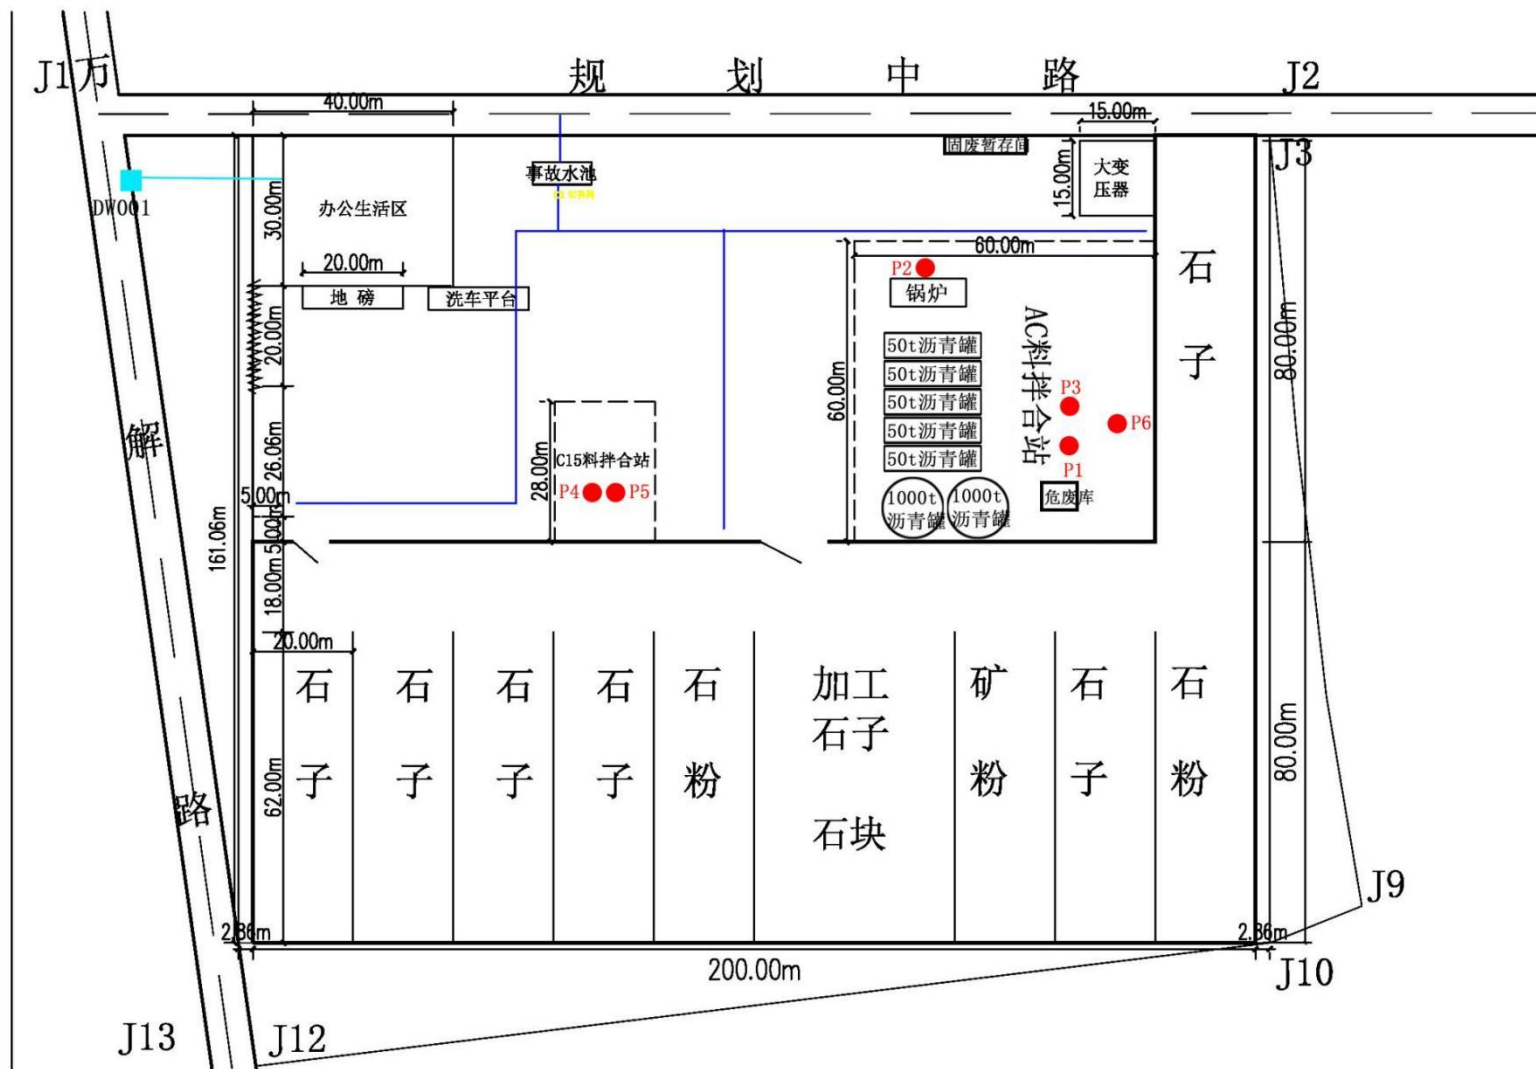 J1
万
规 划 中 路
J2
40.00m
15.00m
固废暂存间
J3
事故水池
大变
压器
15.00m
DW001
办公生活区
30.00m
20.00m
地 磅
洗车平台
60.00m
P2
锅炉
石
子
20.00m
50t沥青罐
50t沥青罐
50t沥青罐
50t沥青罐
50t沥青罐
AC料拌合站
P3
P6
P1
60.00m
80.00m
解
26.06m
28.00m
C15料拌合站
P4
P5
5.00m
1000t
沥青罐
1000t
沥青罐
危废库
5.00m
161.06m
18.00m
20.00m
石
子
石
子
石
子
石
子
石
粉
加工
石子
石块
矿
粉
石
子
石
粉
62.00m
80.00m
路
J9
2.86m
200.00m
2.86m
J10
J13
J12